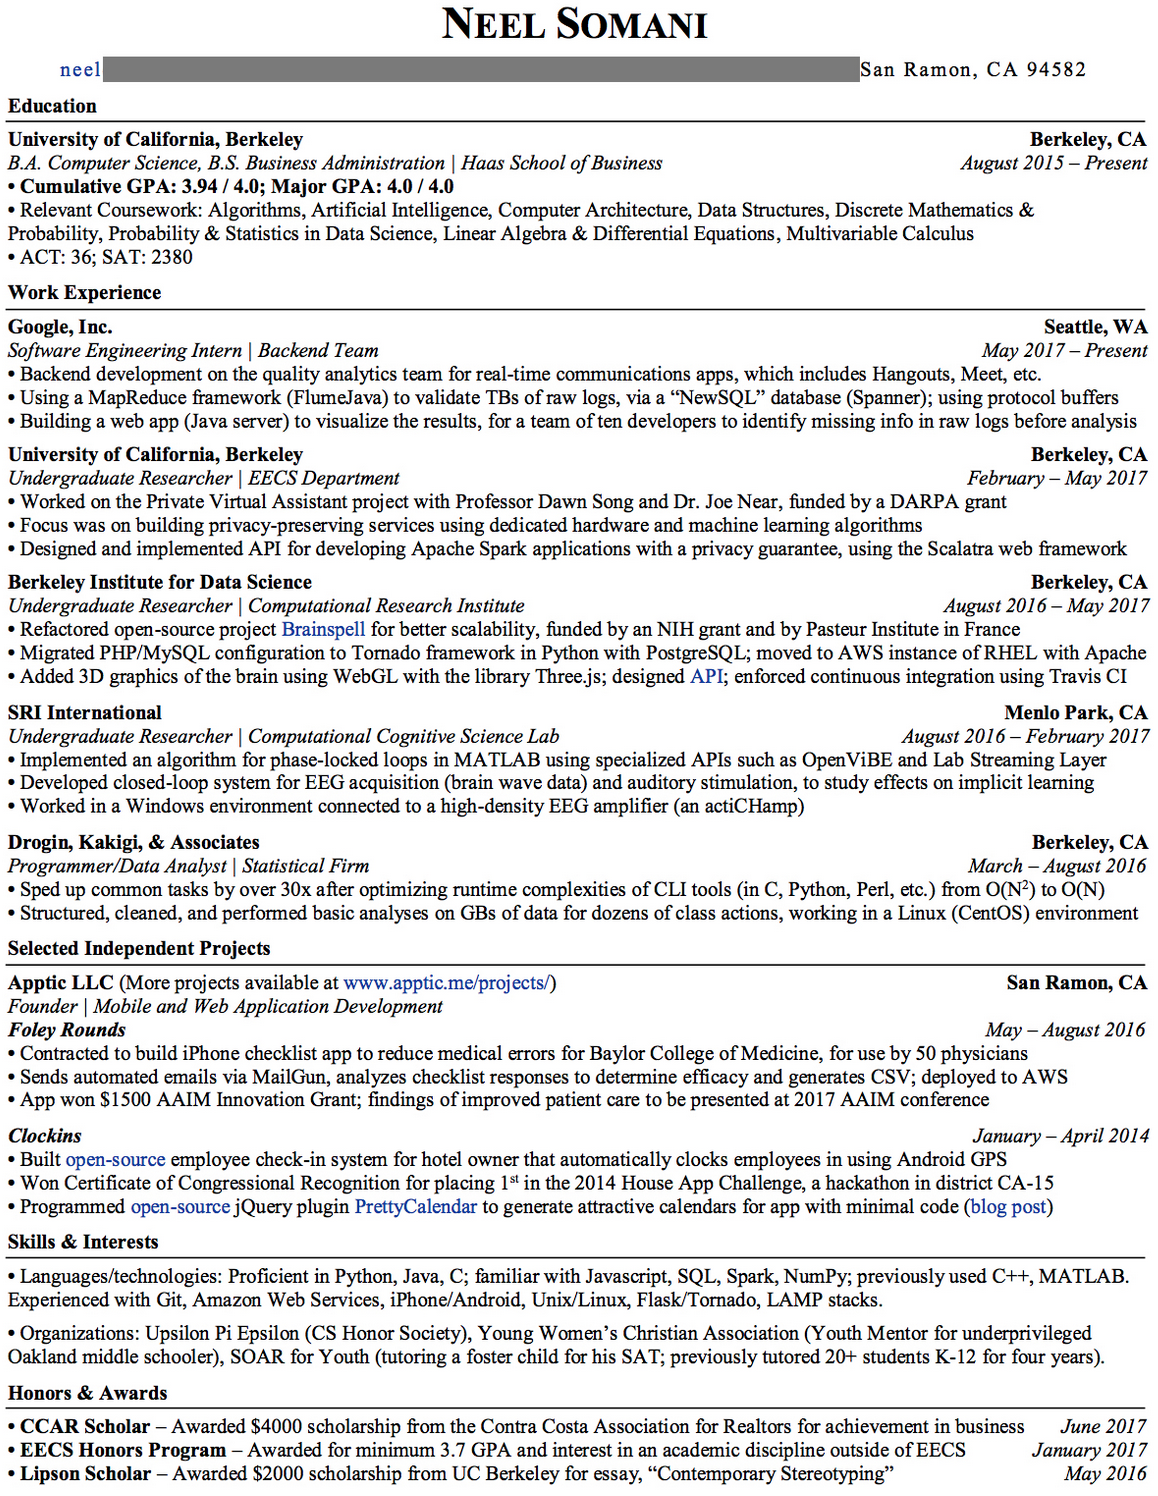 NEEL SOMANI
neel San Ramon, CA 94582
Education
University of California, Berkeley Berkeley, CA
B.A. Computer Science, B.S. Business Administration | Haas School of Business August 2015 – Present
• Cumulative GPA: 3.94 / 4.0; Major GPA: 4.0 / 4.0
• Relevant Coursework: Algorithms, Artificial Intelligence, Computer Architecture, Data Structures, Discrete Mathematics &
Probability, Probability & Statistics in Data Science, Linear Algebra & Differential Equations, Multivariable Calculus
• ACT: 36; SAT: 2380
Work Experience
Google, Inc. Seattle, WA
Software Engineering Intern | Backend Team May 2017 – Present
• Backend development on the quality analytics team for real-time communications apps, which includes Hangouts, Meet, etc.
• Using a MapReduce framework (FlumeJava) to validate TBs of raw logs, via a “NewSQL” database (Spanner); using protocol buffers
• Building a web app (Java server) to visualize the results, for a team of ten developers to identify missing info in raw logs before analysis
University of California, Berkeley Berkeley, CA
Undergraduate Researcher | EECS Department February – May 2017
• Worked on the Private Virtual Assistant project with Professor Dawn Song and Dr. Joe Near, funded by a DARPA grant
• Focus was on building privacy-preserving services using dedicated hardware and machine learning algorithms
• Designed and implemented API for developing Apache Spark applications with a privacy guarantee, using the Scalatra web framework
Berkeley Institute for Data Science Berkeley, CA
Undergraduate Researcher | Computational Research Institute August 2016 – May 2017
• Refactored open-source project Brainspell for better scalability, funded by an NIH grant and by Pasteur Institute in France
• Migrated PHP/MySQL configuration to Tornado framework in Python with PostgreSQL; moved to AWS instance of RHEL with Apache
• Added 3D graphics of the brain using WebGL with the library Three.js; designed API; enforced continuous integration using Travis CI
SRI International Menlo Park, CA
Undergraduate Researcher | Computational Cognitive Science Lab August 2016 – February 2017
• Implemented an algorithm for phase-locked loops in MATLAB using specialized APIs such as OpenViBE and Lab Streaming Layer
• Developed closed-loop system for EEG acquisition (brain wave data) and auditory stimulation, to study effects on implicit learning
• Worked in a Windows environment connected to a high-density EEG amplifier (an actiCHamp)
Drogin, Kakigi, & Associates Berkeley, CA
Programmer/Data Analyst | Statistical Firm March – August 2016
• Sped up common tasks by over 30x after optimizing runtime complexities of CLI tools (in C, Python, Perl, etc.) from O(N²) to O(N)
• Structured, cleaned, and performed basic analyses on GBs of data for dozens of class actions, working in a Linux (CentOS) environment
Selected Independent Projects
Apptic LLC (More projects available at www.apptic.me/projects/) San Ramon, CA
Founder | Mobile and Web Application Development
Foley Rounds May – August 2016
• Contracted to build iPhone checklist app to reduce medical errors for Baylor College of Medicine, for use by 50 physicians
• Sends automated emails via MailGun, analyzes checklist responses to determine efficacy and generates CSV; deployed to AWS
• App won $1500 AAIM Innovation Grant; findings of improved patient care to be presented at 2017 AAIM conference
Clockins January – April 2014
• Built open-source employee check-in system for hotel owner that automatically clocks employees in using Android GPS
• Won Certificate of Congressional Recognition for placing 1st in the 2014 House App Challenge, a hackathon in district CA-15
• Programmed open-source jQuery plugin PrettyCalendar to generate attractive calendars for app with minimal code (blog post)
Skills & Interests
• Languages/technologies: Proficient in Python, Java, C; familiar with Javascript, SQL, Spark, NumPy; previously used C++, MATLAB.
Experienced with Git, Amazon Web Services, iPhone/Android, Unix/Linux, Flask/Tornado, LAMP stacks.
• Organizations: Upsilon Pi Epsilon (CS Honor Society), Young Women’s Christian Association (Youth Mentor for underprivileged
Oakland middle schooler), SOAR for Youth (tutoring a foster child for his SAT; previously tutored 20+ students K-12 for four years).
Honors & Awards
• CCAR Scholar – Awarded $4000 scholarship from the Contra Costa Association for Realtors for achievement in business June 2017
• EECS Honors Program – Awarded for minimum 3.7 GPA and interest in an academic discipline outside of EECS January 2017
• Lipson Scholar – Awarded $2000 scholarship from UC Berkeley for essay, “Contemporary Stereotyping” May 2016